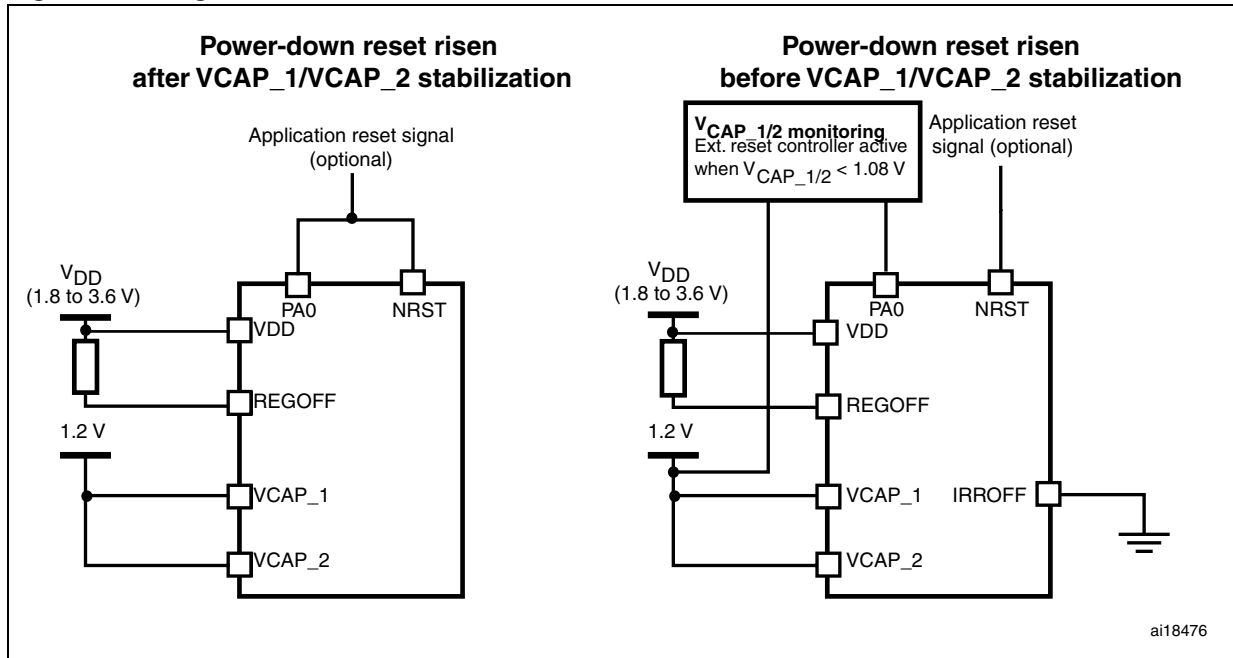 Power-down reset risen
after VCAP_1/VCAP_2 stabilization
Application reset signal
(optional)
VDD
(1.8 to 3.6 V)
PA0
NRST
VDD
REGOFF
1.2 V
VCAP_1
VCAP_2
Power-down reset risen
before VCAP_1/VCAP_2 stabilization
VCAP_1/2 monitoring
Ext. reset controller active
when VCAP_1/2 < 1.08 V
Application reset
signal (optional)
VDD
(1.8 to 3.6 V)
PA0
NRST
VDD
REGOFF
1.2 V
VCAP_1
IRROFF
VCAP_2
ai18476